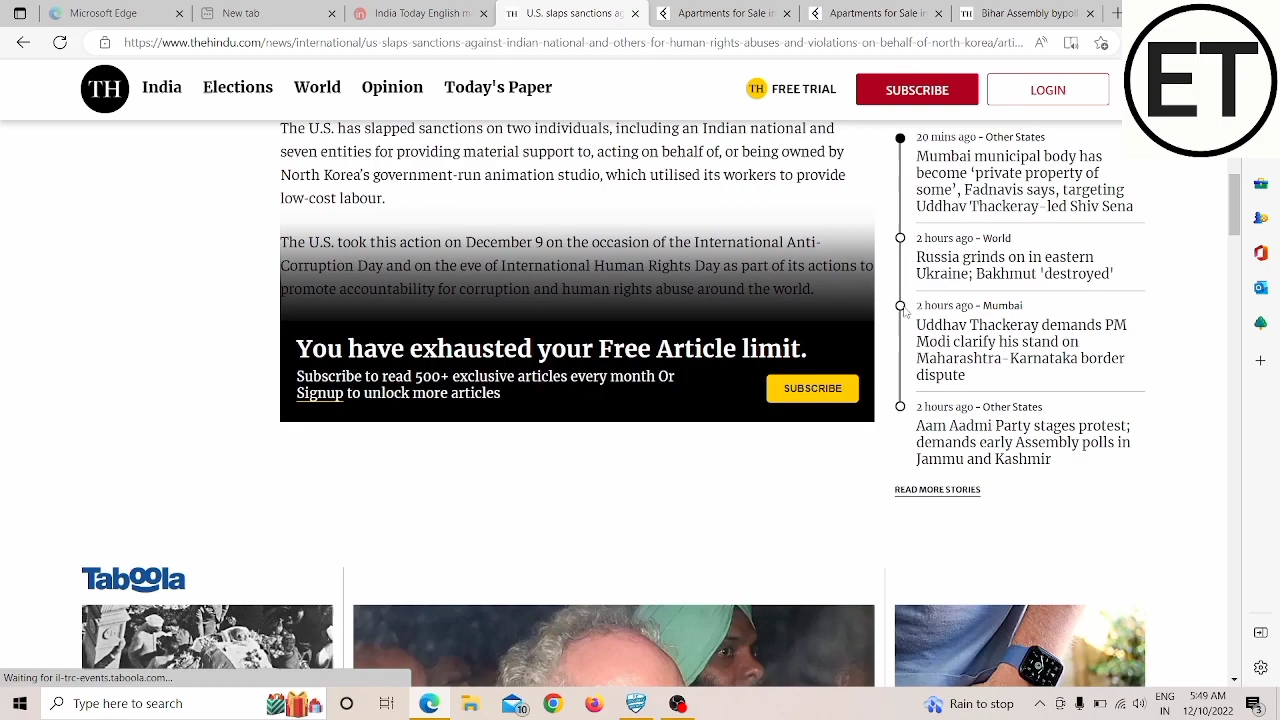 Microsoft Edge
New tab
India Today English m
U.S. slaps sanctions ag
Apartments for Sale in
Apartments for Sale in
Bihar Assembly bypoll
https://www.thehindu.com/news/international/us-slaps-sanctions-against-indian-national-and-others-for-human-rights-abuses-and-violations-on-behalf-of-north-korea/arti...
ET
TH
India
Elections
World
Opinion
Today's Paper
TH
FREE TRIAL
SUBSCRIBE
LOGIN
The U.S. has slapped sanctions on two individuals, including an Indian national and
seven entities for providing material support to, acting on behalf of, or being owned by
North Korea's government-run animation studio, which utilised its workers to provide
low-cost labour.
The U.S. took this action on December 9 on the occasion of the International Anti-
Corruption Day and on the eve of International Human Rights Day as part of its actions to
promote accountability for corruption and human rights abuse around the world.
You have exhausted your Free Article limit.
Subscribe to read 500+ exclusive articles every month Or
Signup to unlock more articles
SUBSCRIBE
20 mins ago - Other States
Mumbai municipal body has
become ‘private property of
some’, Fadnavis says, targeting
Uddhav Thackeray-led Shiv Sena
2 hours ago - World
Russia grinds on in eastern
Ukraine; Bakhmut 'destroyed'
2 hours ago - Mumbai
Uddhav Thackeray demands PM
Modi clarify his stand on
Maharashtra-Karnataka border
dispute
2 hours ago - Other States
Aam Aadmi Party stages protest;
demands early Assembly polls in
Jammu and Kashmir
READ MORE STORIES
Taboola
Waiting for il-trc-events.taboola.com...
Type here to search
10
Rain to stop
ENG
IN
5:49 AM
12/10/2022
3